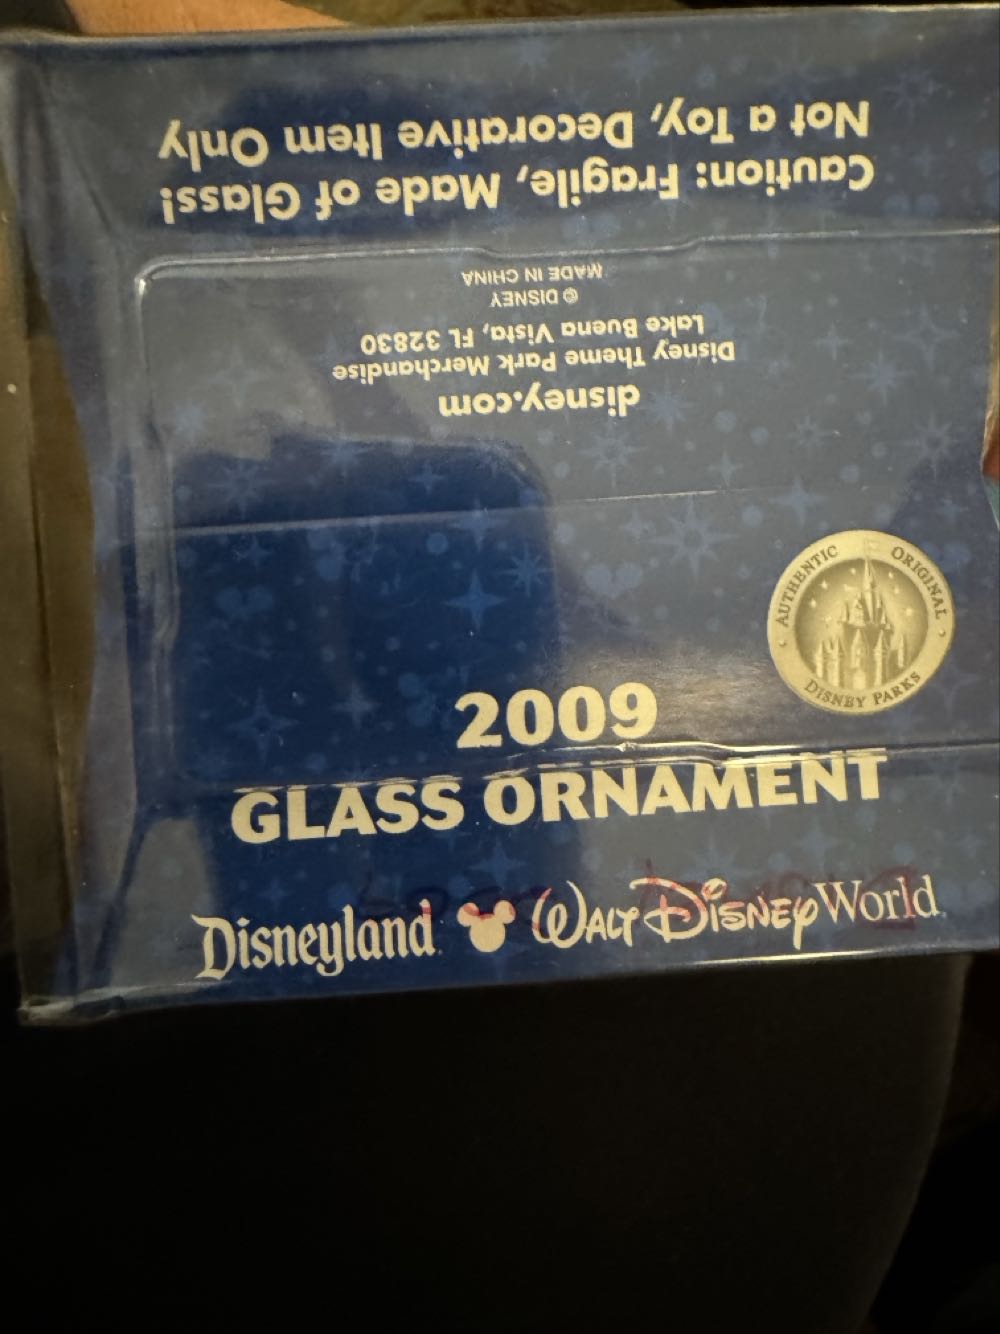 Not a Toy, Decorative Item Only
Caution: Fragile, Made of Glass!
MADE IN CHINA
© DISNEY
Lake Buena Vista, FL 32830
Disney Theme Park Merchandise
disney.com
AUTHENTIC ORIGINAL
DISNEY PARKS
2009
GLASS ORNAMENT
Disneyland WALT DISNEY World